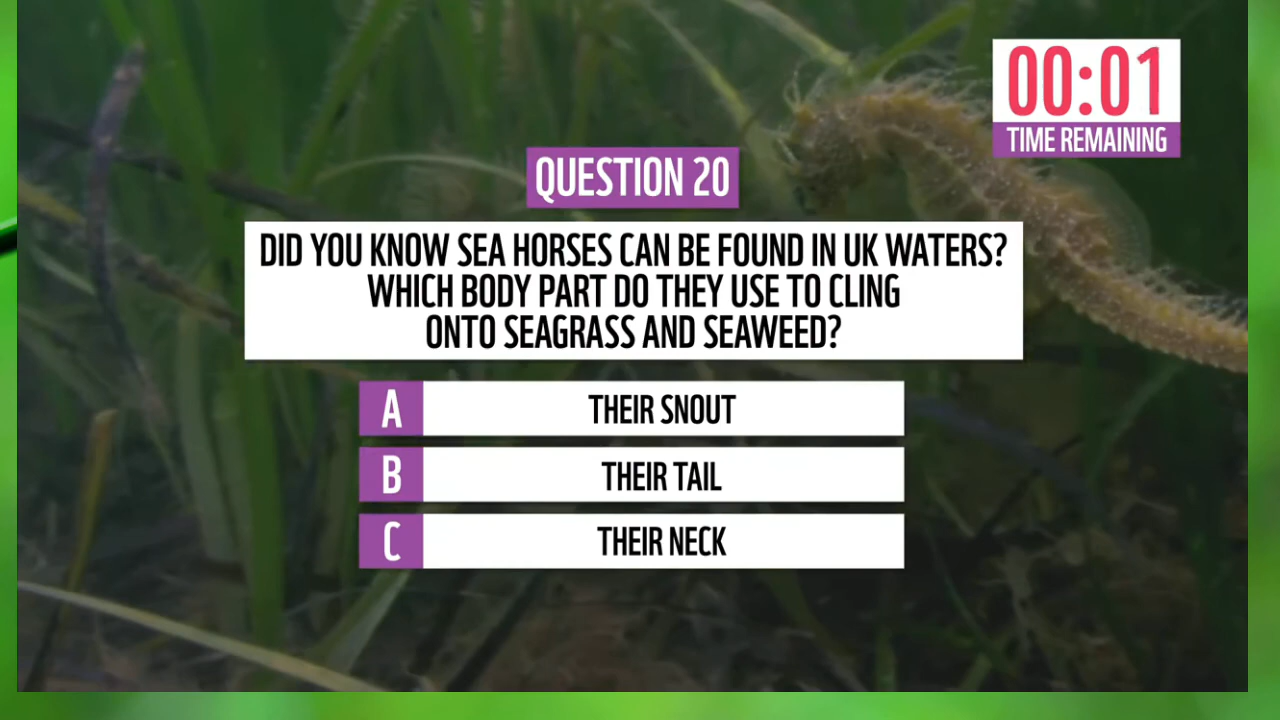 00:01
TIME REMAINING
QUESTION 20
DID YOU KNOW SEA HORSES CAN BE FOUND IN UK WATERS?
WHICH BODY PART DO THEY USE TO CLING
ONTO SEAGRASS AND SEAWEED?
A THEIR SNOUT
B THEIR TAIL
C THEIR NECK